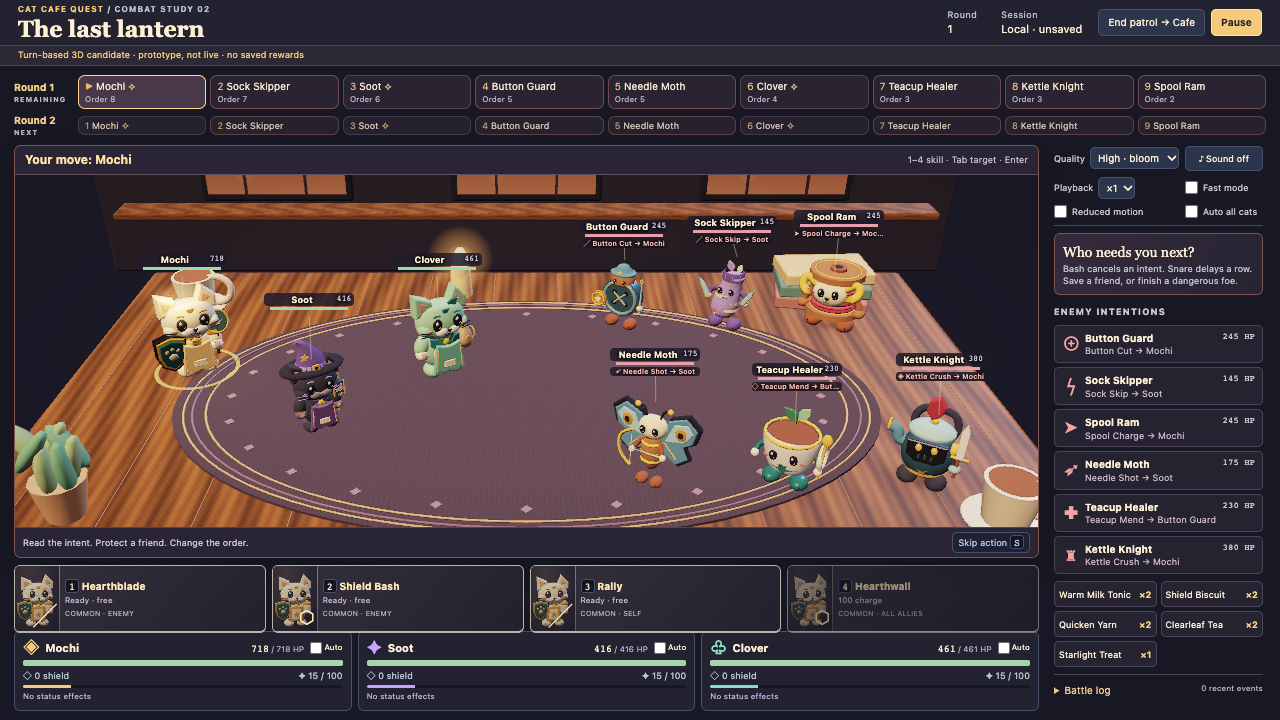 CAT CAFE QUEST / COMBAT STUDY 02
The last lantern
Round
1
Session
Local · unsaved
End patrol → Cafe
Pause
Turn-based 3D candidate · prototype, not live · no saved rewards
Round 1
REMAINING
▶ Mochi ✧
Order 8
2 Sock Skipper
Order 7
3 Soot ✧
Order 6
4 Button Guard
Order 5
5 Needle Moth
Order 5
6 Clover ✧
Order 4
7 Teacup Healer
Order 3
8 Kettle Knight
Order 3
9 Spool Ram
Order 2
Round 2
NEXT
1 Mochi ✧
2 Sock Skipper
3 Soot ✧
4 Button Guard
5 Needle Moth
6 Clover ✧
7 Teacup Healer
8 Kettle Knight
9 Spool Ram
Your move: Mochi
1–4 skill · Tab target · Enter
Mochi 718
Soot 416
Clover 461
Button Guard 245
Button Cut → Mochi
Sock Skipper 145
Sock Skip → Soot
Spool Ram 245
Spool Charge → Moc...
Needle Moth 175
Needle Shot → Soot
Teacup Healer 230
Teacup Mend → But...
Kettle Knight 380
Kettle Crush → Mochi
Read the intent. Protect a friend. Change the order.
Skip action S
1 Hearthblade
Ready · free
COMMON · ENEMY
2 Shield Bash
Ready · free
COMMON · ENEMY
3 Rally
Ready · free
COMMON · SELF
4 Hearthwall
100 charge
COMMON · ALL ALLIES
Mochi
718 / 718 HP
Auto
0 shield
15 / 100
No status effects
Soot
416 / 416 HP
Auto
0 shield
15 / 100
No status effects
Clover
461 / 461 HP
Auto
0 shield
15 / 100
No status effects
Quality
High · bloom
♪ Sound off
Playback
×1
Fast mode
Reduced motion
Auto all cats
Who needs you next?
Bash cancels an intent. Snare delays a row.
Save a friend, or finish a dangerous foe.
ENEMY INTENTIONS
Button Guard 245 HP
Button Cut → Mochi
Sock Skipper 145 HP
Sock Skip → Soot
Spool Ram 245 HP
Spool Charge → Mochi
Needle Moth 175 HP
Needle Shot → Soot
Teacup Healer 230 HP
Teacup Mend → Button Guard
Kettle Knight 380 HP
Kettle Crush → Mochi
Warm Milk Tonic ×2
Shield Biscuit ×2
Quicken Yarn ×2
Clearleaf Tea ×2
Starlight Treat ×1
▶ Battle log
0 recent events